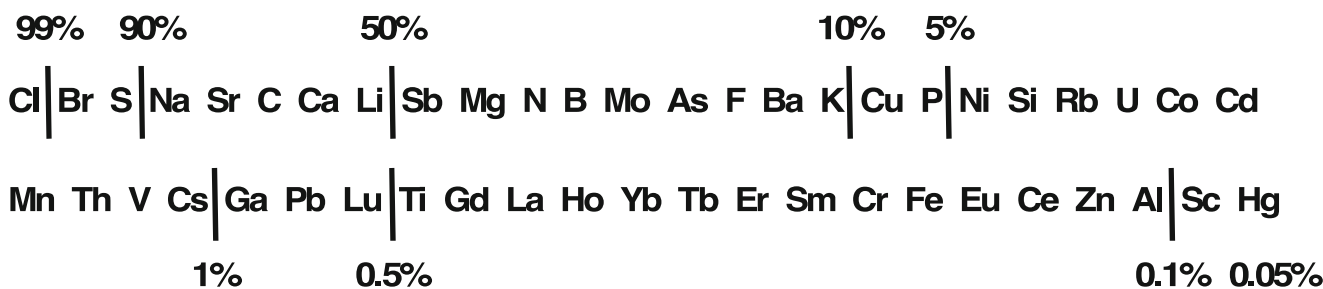 99% 90% 50% 10% 5%
Cl Br S Na Sr C Ca Li Sb Mg N B Mo As F Ba K Cu P Ni Si Rb U Co Cd
Mn Th V Cs Ga Pb Lu Ti Gd La Ho Yb Tb Er Sm Cr Fe Eu Ce Zn Al Sc Hg
1% 0.5% 0.1% 0.05%